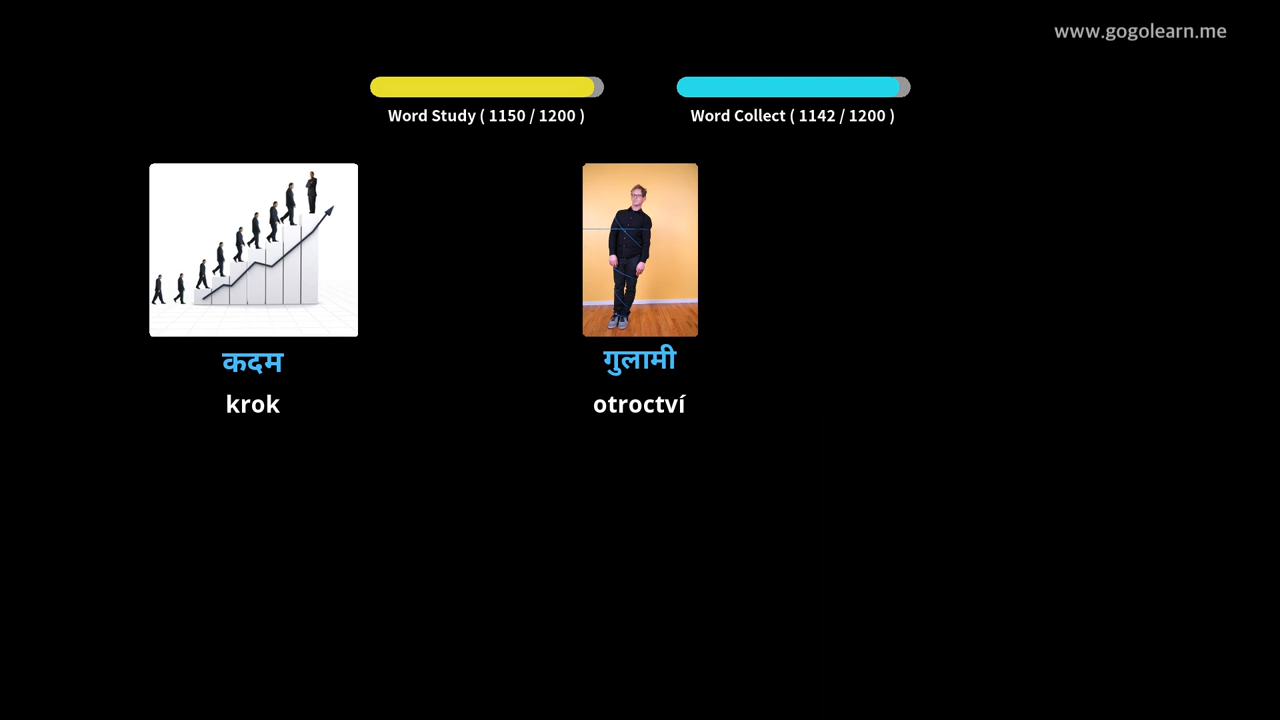 www.gogolearn.me
Word Study ( 1150 / 1200 )
Word Collect ( 1142 / 1200 )
कदम
krok
गुलामी
otroctví